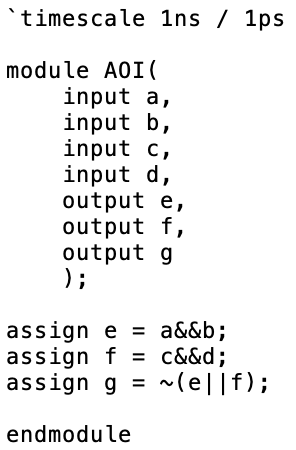 `timescale 1ns / 1ps

module AOI(
    input a,
    input b,
    input c,
    input d,
    output e,
    output f,
    output g
    );

assign e = a&&b;
assign f = c&&d;
assign g = ~(e||f);

endmodule